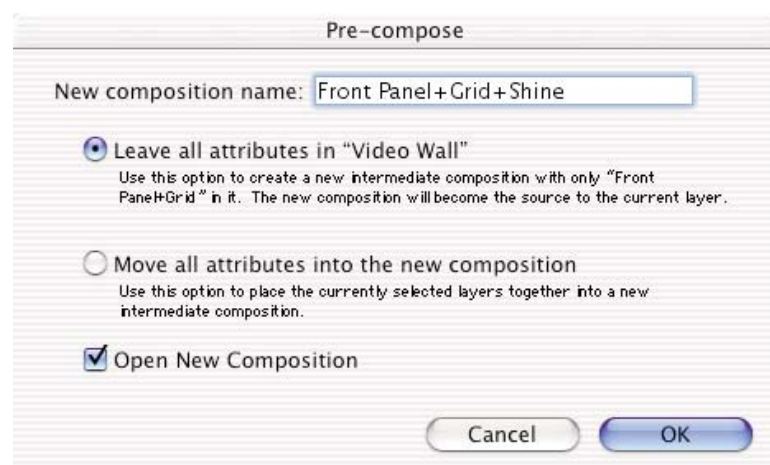 Pre-compose
New composition name: Front Panel+Grid+Shine
Leave all attributes in “Video Wall”
Use this option to create a new intermediate composition with only “Front
Panel+Grid” in it. The new composition will become the source to the current layer.
Move all attributes into the new composition
Use this option to place the currently selected layers together into a new
intermediate composition.
Open New Composition
Cancel OK